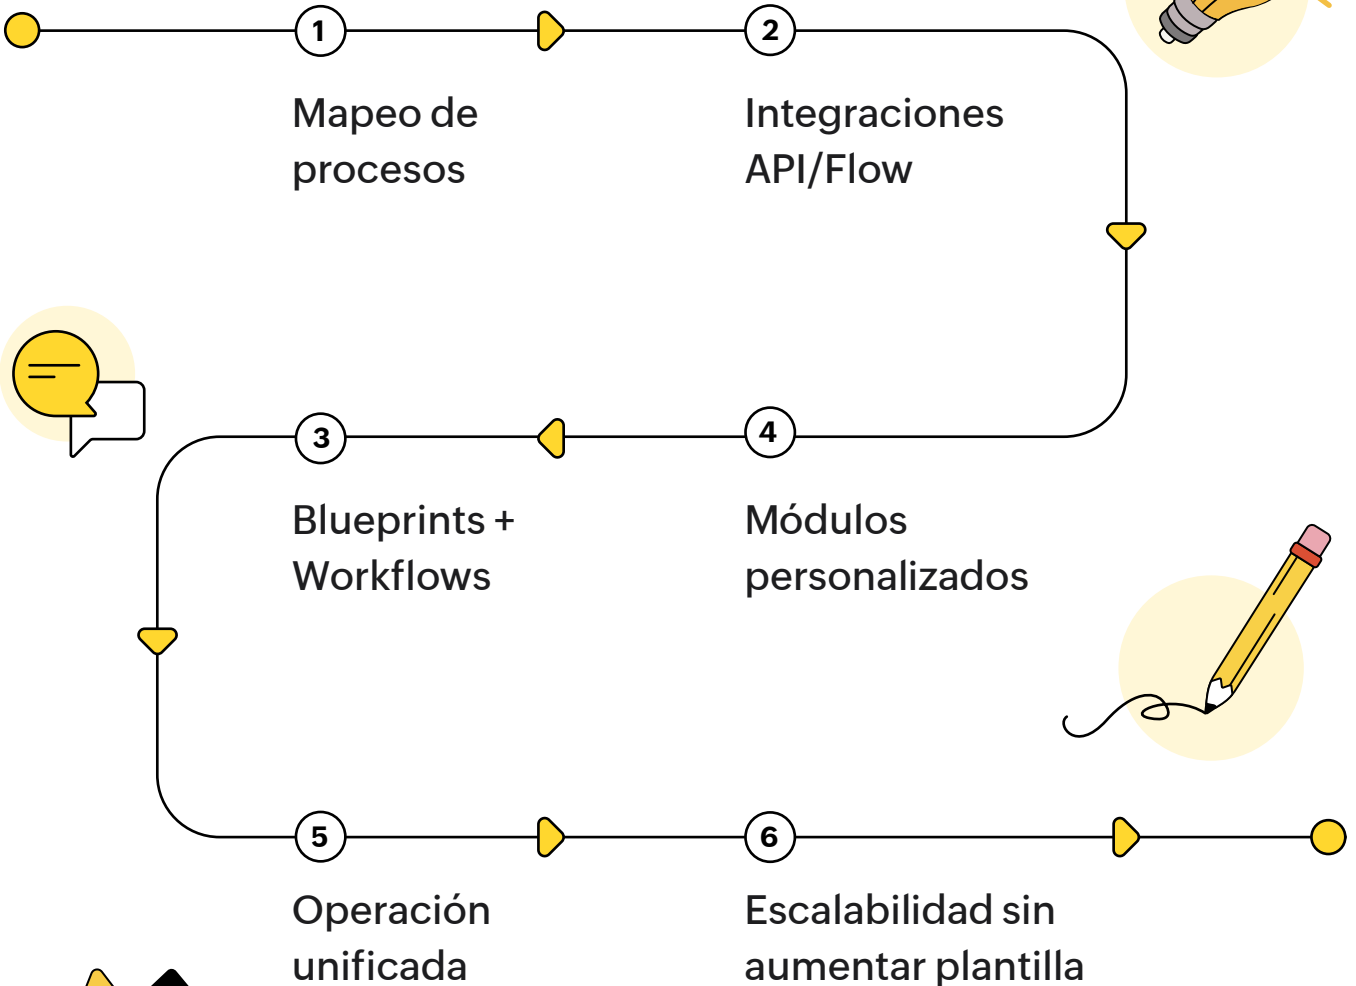 1
Mapeo de
procesos
2
Integraciones
API/Flow
3
Blueprints +
Workflows
4
Módulos
personalizados
5
Operación
unificada
6
Escalabilidad sin
aumentar plantilla